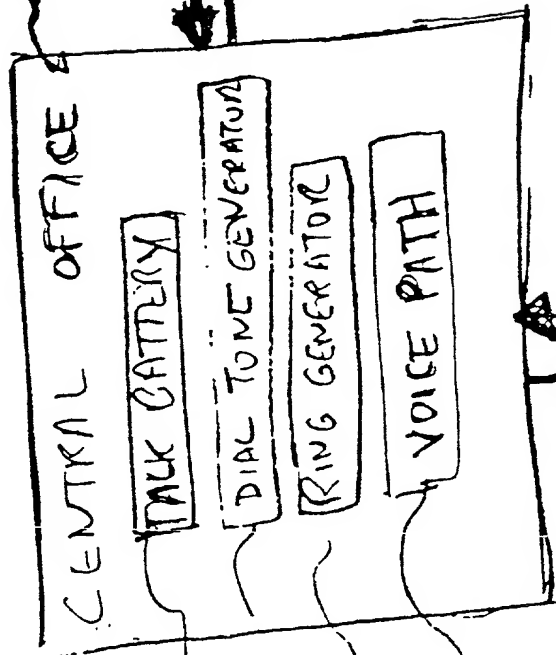 CENTRAL OFFICE
TALK BATTERY
DIAL TONE GENERATOR
RING GENERATOR
VOICE PATH